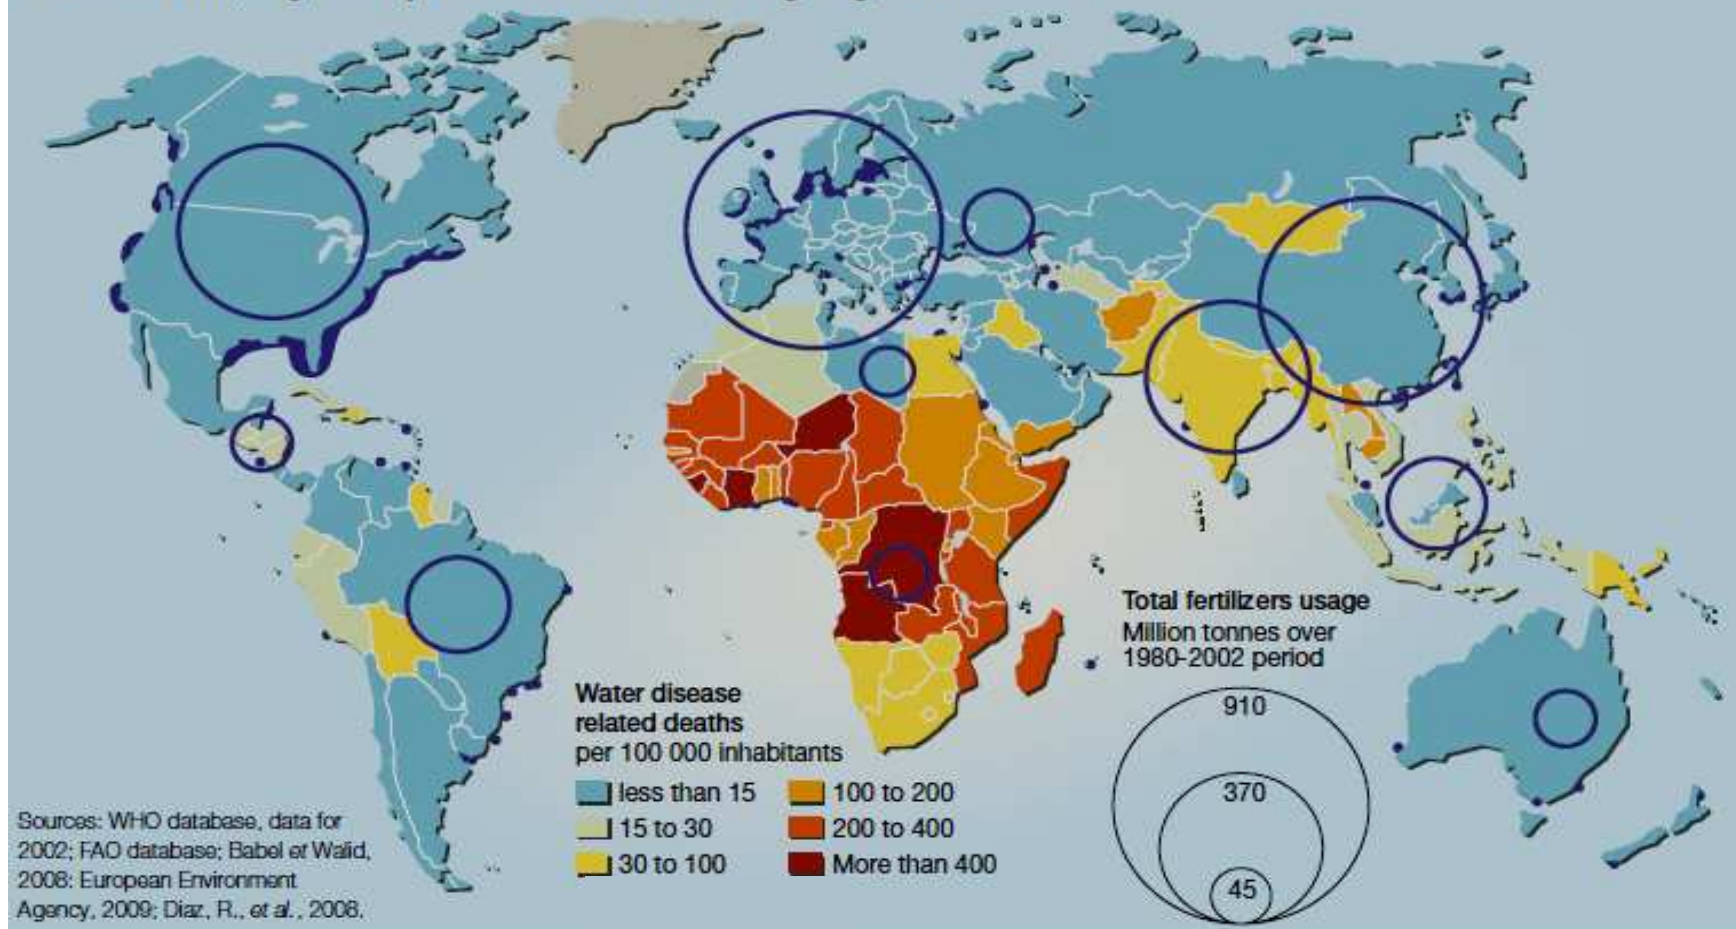 Total fertilizers usage
Million tonnes over
1980-2002 period
910
370
45
Water disease
related deaths
per 100 000 inhabitants
less than 15
15 to 30
30 to 100
100 to 200
200 to 400
More than 400
Sources: WHO database, data for
2002; FAO database; Babel et Walid,
2008: European Environment
Agency, 2009; Diaz, R., et al., 2008.